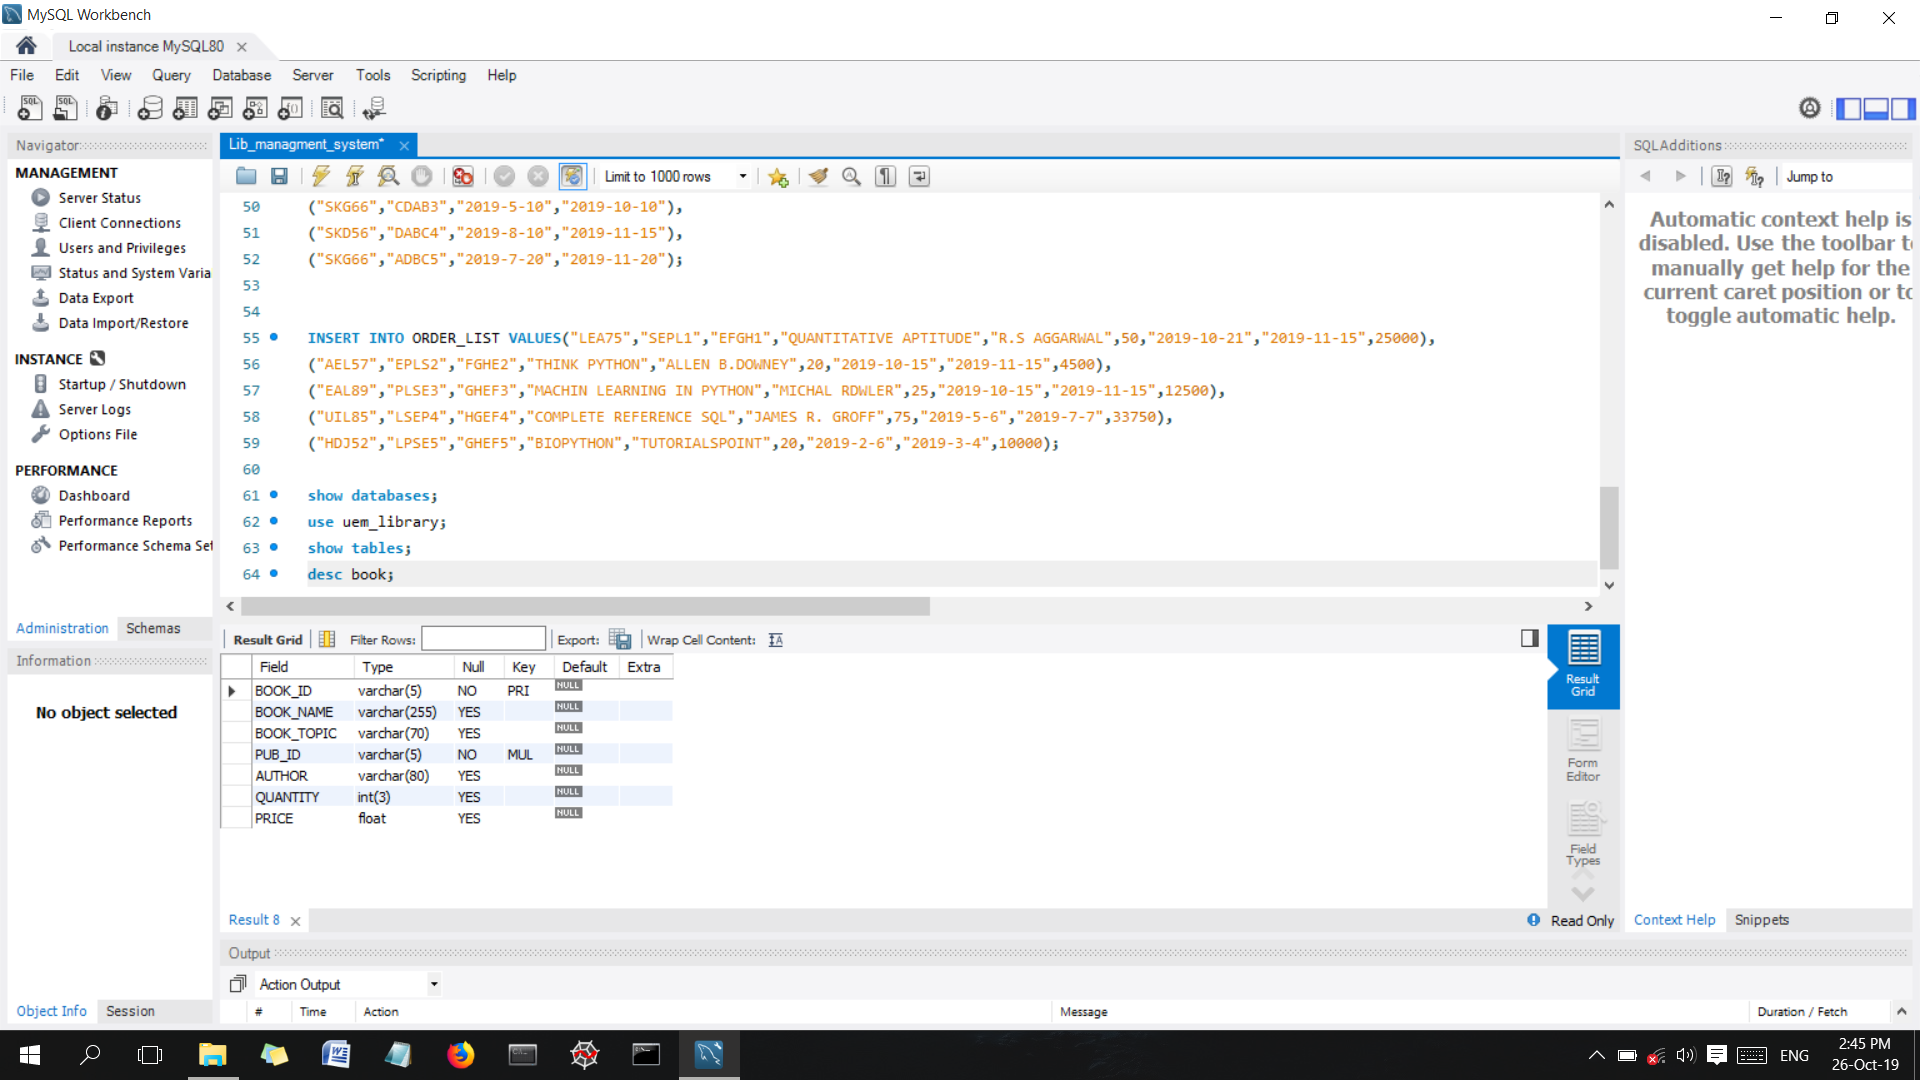 MySQL Workbench
Local instance MySQL80
File Edit View Query Database Server Tools Scripting Help
Navigator
MANAGEMENT
Server Status
Client Connections
Users and Privileges
Status and System Varia
Data Export
Data Import/Restore
INSTANCE
Startup / Shutdown
Server Logs
Options File
PERFORMANCE
Dashboard
Performance Reports
Performance Schema Set
Administration Schemas
Information
No object selected
Object Info Session
Lib_managment_system*
Limit to 1000 rows
50 ("SKG66","CDAB3","2019-5-10","2019-10-10"),
51 ("SKD56","DABC4","2019-8-10","2019-11-15"),
52 ("SKG66","ADBC5","2019-7-20","2019-11-20");
53
54
55 INSERT INTO ORDER_LIST VALUES("LEA75","SEPL1","EFGH1","QUANTITATIVE APTITUDE","R.S AGGARWAL",50,"2019-10-21","2019-11-15",25000),
56 ("AEL57","EPLS2","FGHE2","THINK PYTHON","ALLEN B.DOWNEY",20,"2019-10-15","2019-11-15",4500),
57 ("EAL89","PLSE3","GHEF3","MACHIN LEARNING IN PYTHON","MICHAL RDWLER",25,"2019-10-15","2019-11-15",12500),
58 ("UIL85","LSEP4","HGEF4","COMPLETE REFERENCE SQL","JAMES R. GROFF",75,"2019-5-6","2019-7-7",33750),
59 ("HDJ52","LPSE5","GHEF5","BIOPYTHON","TUTORIALSPOINT",20,"2019-2-6","2019-3-4",10000);
60
61 show databases;
62 use uem_library;
63 show tables;
64 desc book;
Result Grid Filter Rows: Export: Wrap Cell Content:
Field Type Null Key Default Extra
BOOK_ID varchar(5) NO PRI NULL
BOOK_NAME varchar(255) YES NULL
BOOK_TOPIC varchar(70) YES NULL
PUB_ID varchar(5) NO MUL NULL
AUTHOR varchar(80) YES NULL
QUANTITY int(3) YES NULL
PRICE float YES NULL
Result Grid
Form Editor
Field Types
Result 8
Read Only
Output
Action Output
# Time Action Message Duration / Fetch
SQLAdditions
Jump to
Automatic context help is
disabled. Use the toolbar t
manually get help for the
current caret position or to
toggle automatic help.
Context Help Snippets
ENG
2:45 PM
26-Oct-19